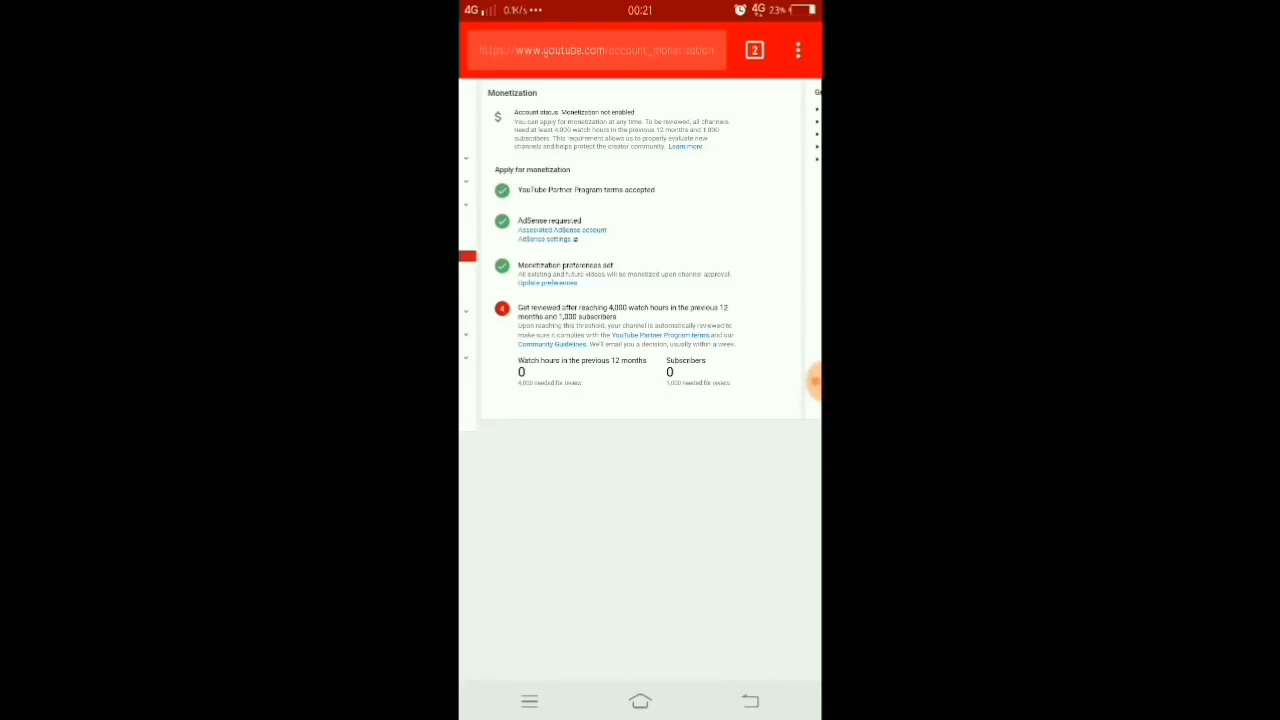 4G 0.1K/s ••• 00:21 4G 23%
https://www.youtube.com/account_monetization 2
Monetization
Account status: Monetization not enabled
You can apply for monetization at any time. To be reviewed, all channels
need at least 4,000 watch hours in the previous 12 months and 1,000
subscribers. This requirement allows us to properly evaluate new
channels and helps protect the creator community. Learn more
Apply for monetization
YouTube Partner Program terms accepted
AdSense requested
Associated AdSense account
AdSense settings
Monetization preferences set
All existing and future videos will be monetized upon channel approval.
Update preferences
4 Get reviewed after reaching 4,000 watch hours in the previous 12
months and 1,000 subscribers
Upon reaching this threshold, your channel is automatically reviewed to
make sure it complies with the YouTube Partner Program terms and our
Community Guidelines. We'll email you a decision, usually within a week.
Watch hours in the previous 12 months Subscribers
0 0
4,000 needed for review 1,000 needed for review